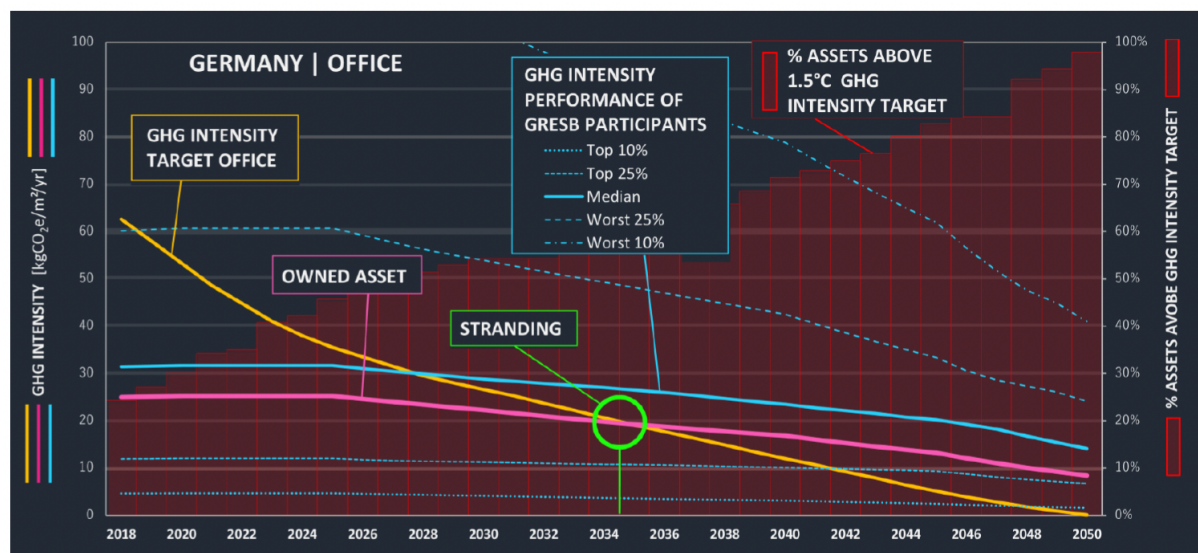 GERMANY | OFFICE
GHG INTENSITY
TARGET OFFICE
OWNED ASSET
STRANDING
GHG INTENSITY
PERFORMANCE OF
GRESB PARTICIPANTS
Top 10%
Top 25%
Median
Worst 25%
Worst 10%
% ASSETS ABOVE
1.5°C GHG
INTENSITY TARGET
GHG INTENSITY [kgCO₂e/m²/yr]
100
90
80
70
60
50
40
30
20
10
0
100%
90%
80%
70%
60%
50%
40%
30%
20%
10%
0%
% ASSETS AVOBE GHG INTENSITY TARGET
2018 2020 2022 2024 2026 2028 2030 2032 2034 2036 2038 2040 2042 2044 2046 2048 2050